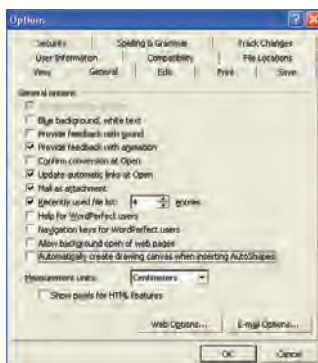 Options
Security Spelling & Grammar Track Changes
User Information Compatibility File Locations
View General Edit Print Save
General options
Blue background, white text
Provide feedback with sound
Provide feedback with animation
Confirm conversion at Open
Update automatic links at Open
Mail as attachment
Recently used file list: 4 entries
Help for WordPerfect users
Navigation keys for WordPerfect users
Allow background open of web pages
Automatically create drawing canvas when inserting AutoShapes
Measurement units: Centimeters
Show pixels for HTML features
Web Options... E-mail Options...
OK Cancel